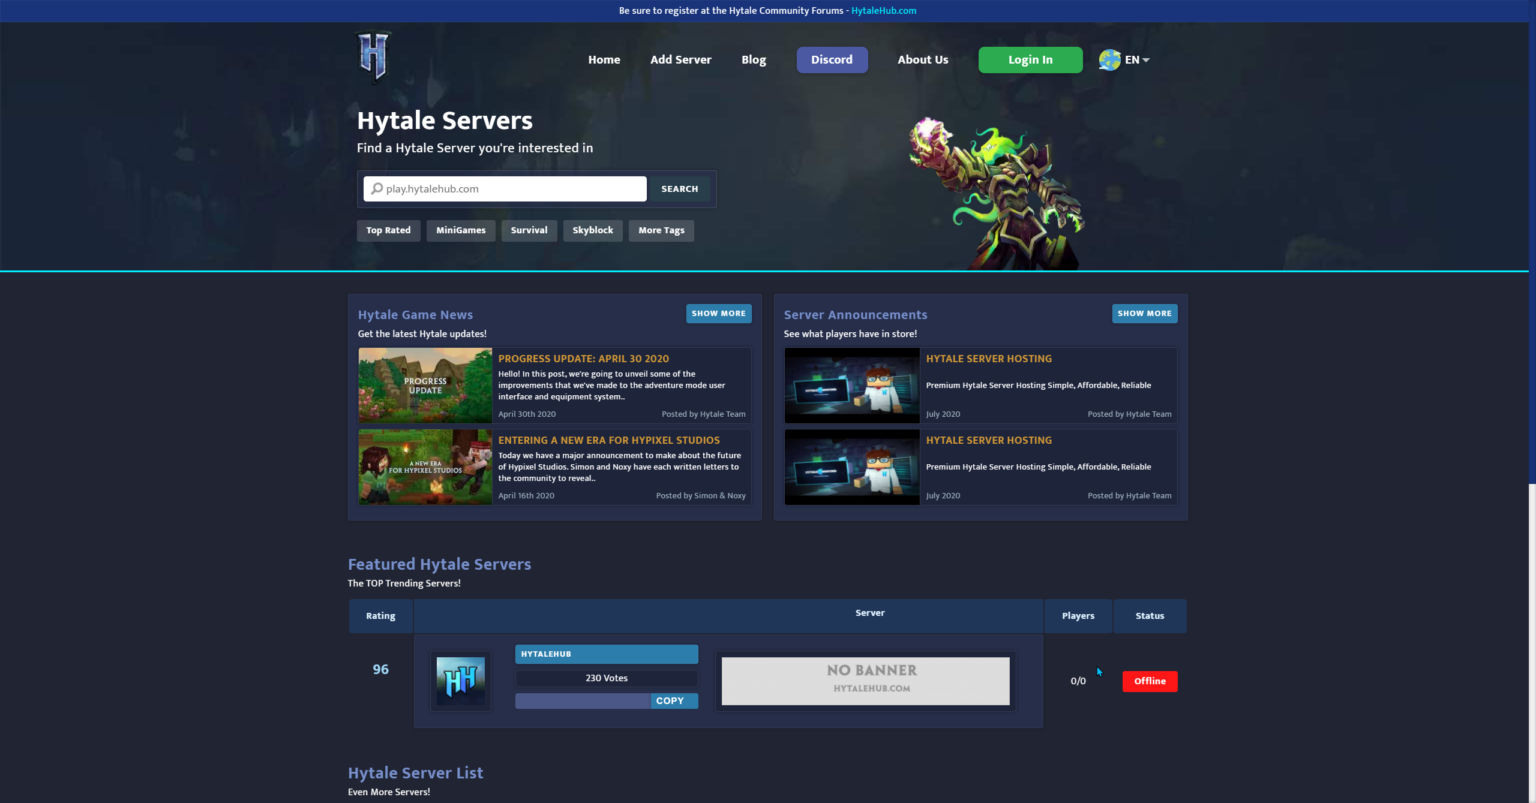 Be sure to register at the Hytale Community Forums - HytaleHub.com
Home
Add Server
Blog
Discord
About Us
Login In
EN
Hytale Servers
Find a Hytale Server you're interested in
play.hytalehub.com
SEARCH
Top Rated
MiniGames
Survival
Skyblock
More Tags
Hytale Game News
SHOW MORE
Get the latest Hytale updates!
PROGRESS
UPDATE
PROGRESS UPDATE: APRIL 30 2020
Hello! In this post, we're going to unveil some of the
improvements that we've made to the adventure mode user
interface and equipment system..
April 30th 2020
Posted by Hytale Team
A NEW ERA
FOR HYPIXEL STUDIOS
ENTERING A NEW ERA FOR HYPIXEL STUDIOS
Today we have a major announcement to make about the future
of Hypixel Studios. Simon and Noxy have each written letters to
the community to reveal..
April 16th 2020
Posted by Simon & Noxy
Server Announcements
SHOW MORE
See what players have in store!
HYTALE SERVER HOSTING
Premium Hytale Server Hosting Simple, Affordable, Reliable
July 2020
Posted by Hytale Team
HYTALE SERVER HOSTING
Premium Hytale Server Hosting Simple, Affordable, Reliable
July 2020
Posted by Hytale Team
Featured Hytale Servers
The TOP Trending Servers!
Rating
Server
Players
Status
96
HYTALEHUB
230 Votes
COPY
NO BANNER
HYTALEHUB.COM
0/0
Offline
Hytale Server List
Even More Servers!